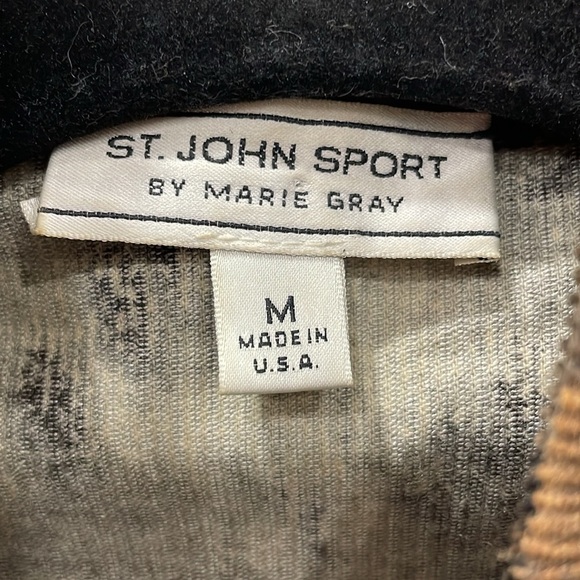 ST. JOHN SPORT
BY MARIE GRAY
M
MADE IN
U.S.A.